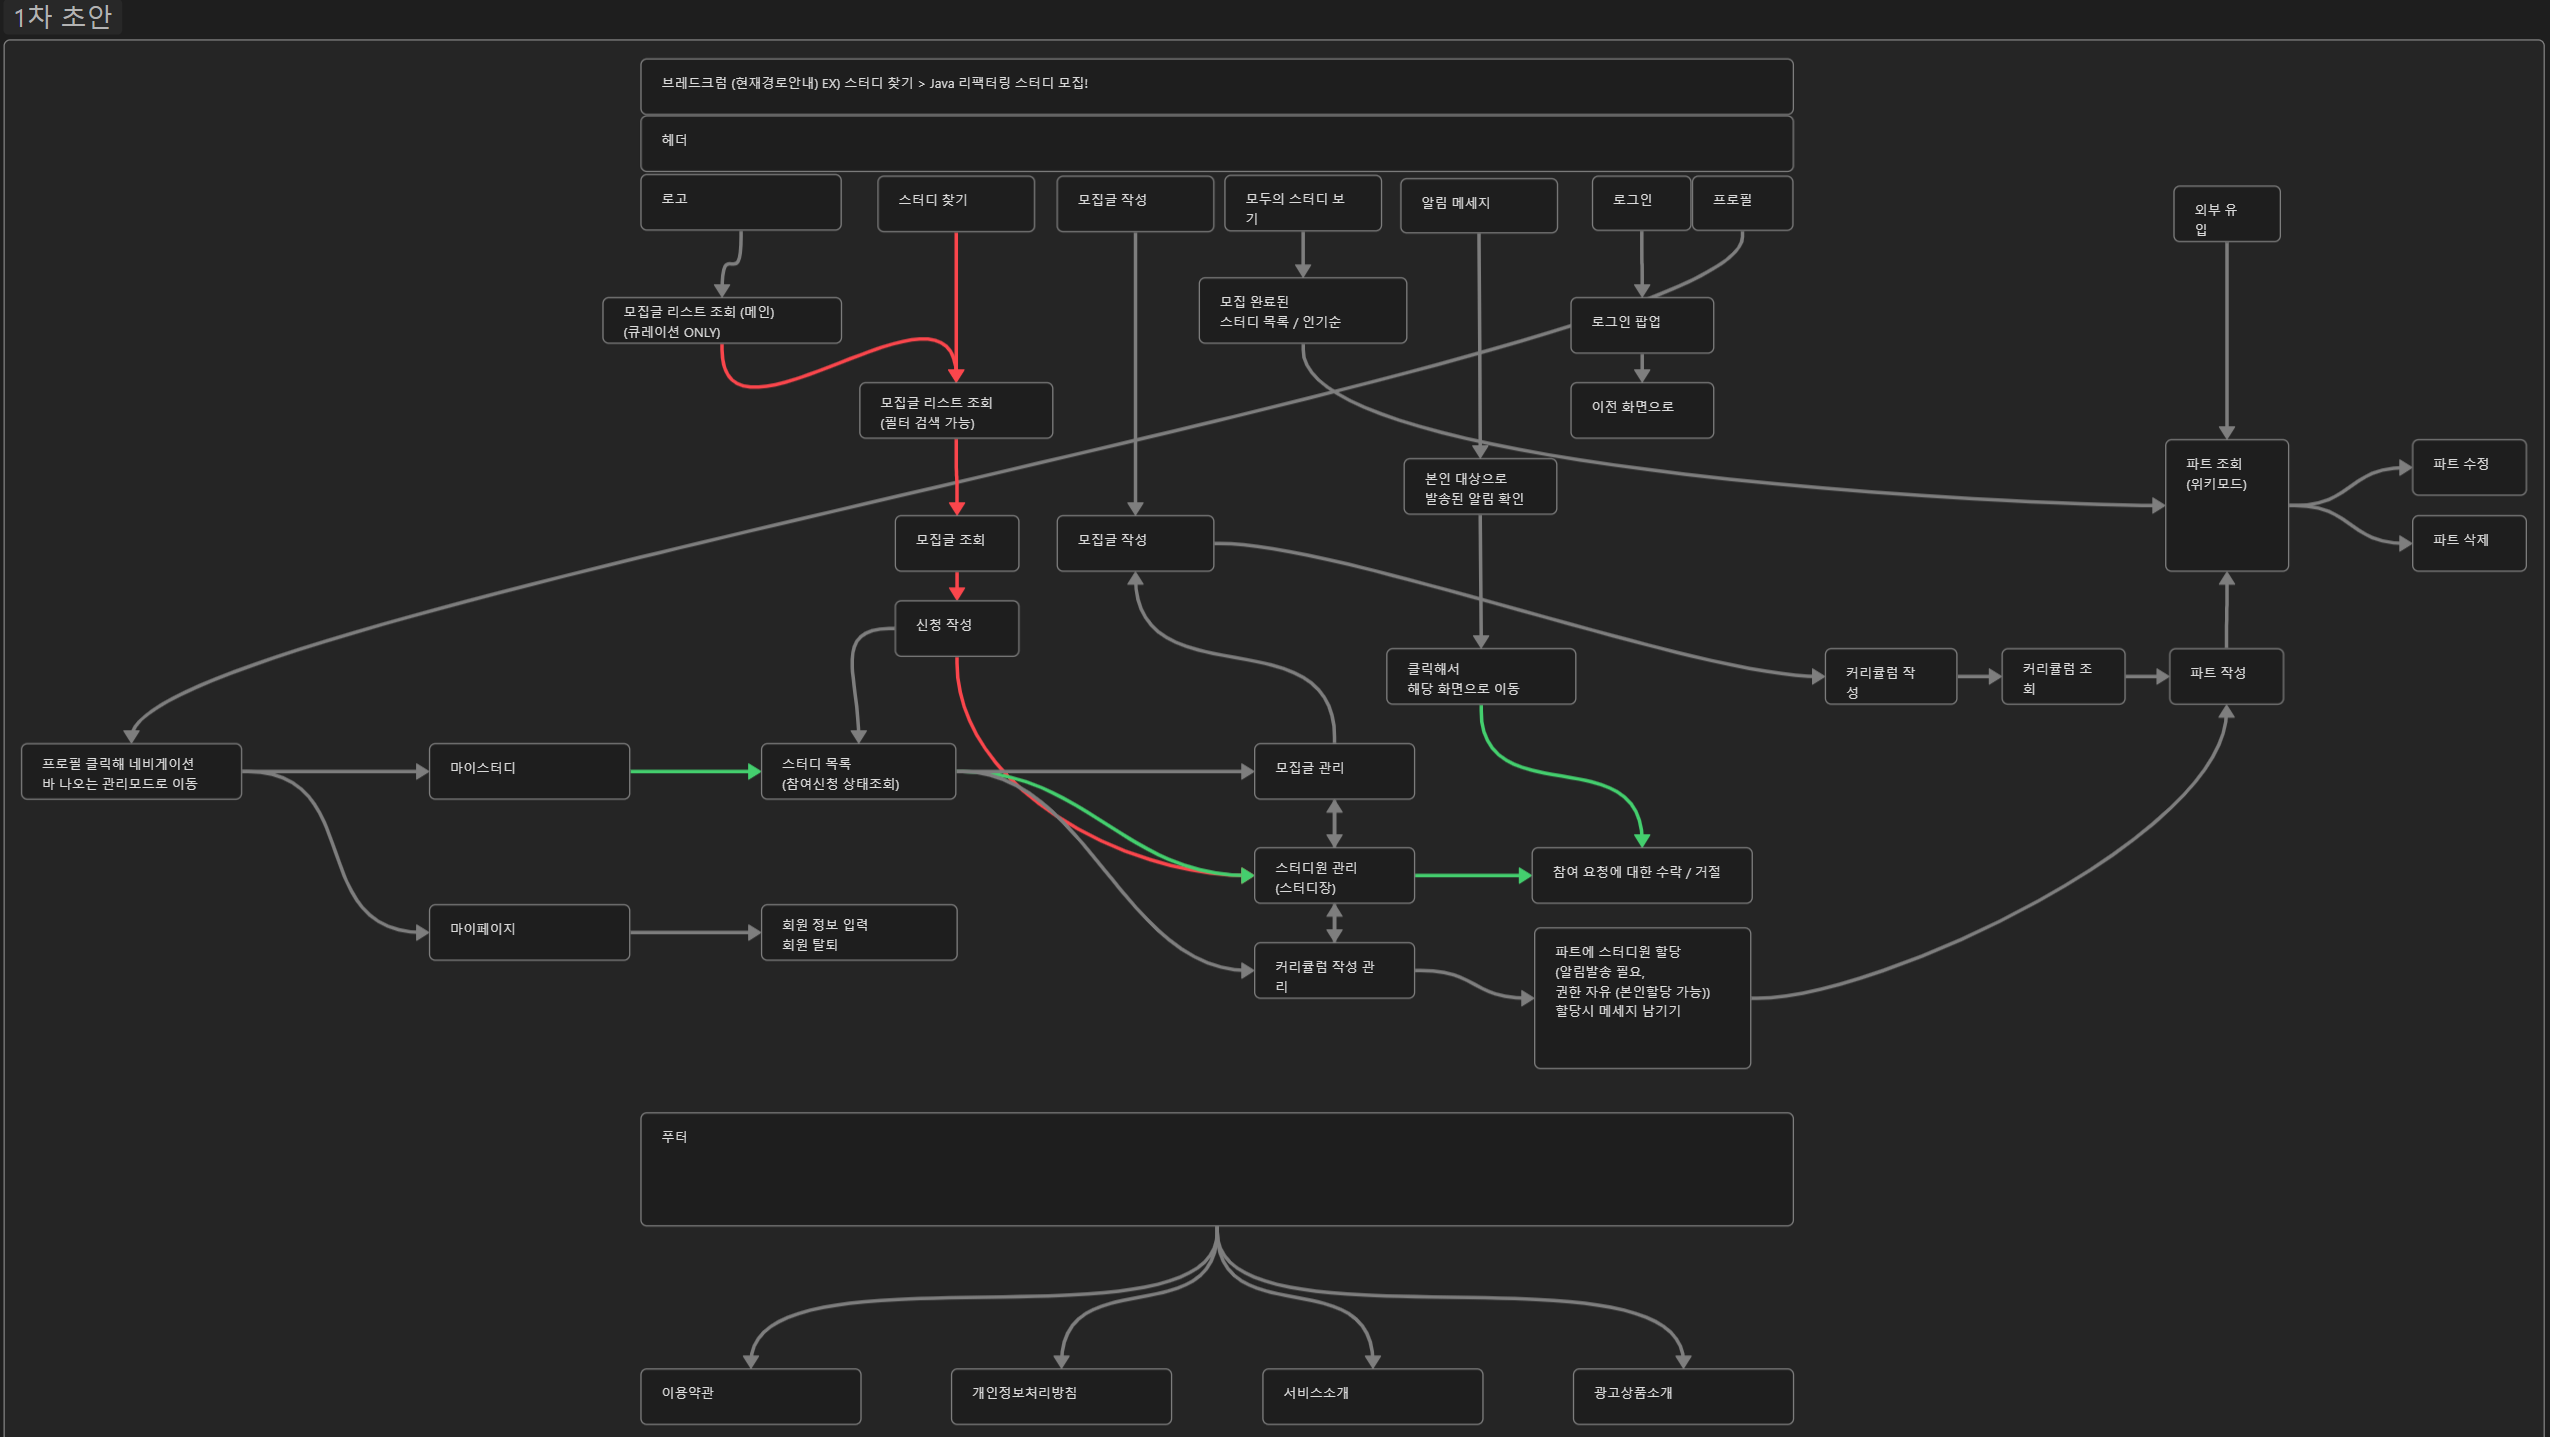 1차 초안
브레드크럼 (현재경로안내) EX) 스터디 찾기 > Java 리팩터링 스터디 모집!
헤더
로고
스터디 찾기
모집글 작성
모두의 스터디 보
기
알림 메세지
로그인
프로필
외부 유
입
모집글 리스트 조회 (메인)
(큐레이션 ONLY)
모집 완료된
스터디 목록 / 인기순
로그인 팝업
모집글 리스트 조회
(필터 검색 가능)
이전 화면으로
본인 대상으로
발송된 알림 확인
파트 조회
(위키모드)
파트 수정
파트 삭제
모집글 조회
모집글 작성
신청 작성
클릭해서
해당 화면으로 이동
커리큘럼 작
성
커리큘럼 조
회
파트 작성
프로필 클릭해 네비게이션
바 나오는 관리모드로 이동
마이스터디
스터디 목록
(참여신청 상태조회)
모집글 관리
스터디원 관리
(스터디장)
참여 요청에 대한 수락 / 거절
마이페이지
회원 정보 입력
회원 탈퇴
커리큘럼 작성 관
리
파트에 스터디원 할당
(알림발송 필요,
권한 자유 (본인할당 가능))
할당시 메세지 남기기
푸터
이용약관
개인정보처리방침
서비스소개
광고상품소개